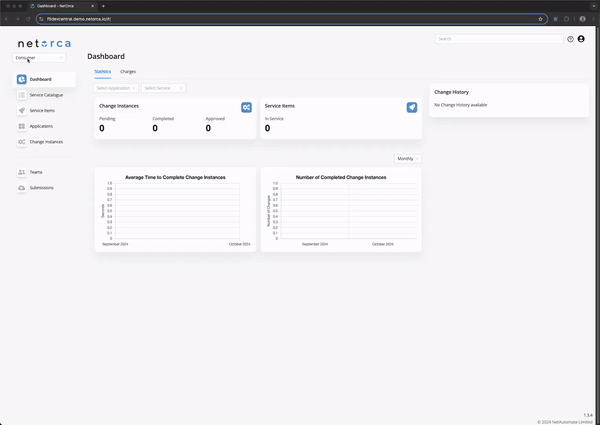 Dashboard - NetOrca
f5devcentral.demo.netorca.io/#/
netorca
Search
Consumer
Dashboard
Service Catalogue
Service Items
Applications
Change Instances
Teams
Submissions
Dashboard
Statistics
Charges
Select Application
Select Service
Change Instances
Pending
Completed
Approved
0
0
0
Service Items
In Service
0
Change History
No Change History available
Monthly
Average Time to Complete Change Instances
Seconds
1.0
0.9
0.8
0.7
0.6
0.5
0.4
0.3
0.2
0.1
0
September 2024
October 2024
Number of Completed Change Instances
Number of Changes
1.0
0.9
0.8
0.7
0.6
0.5
0.4
0.3
0.2
0.1
0
September 2024
October 2024
1.3.6
© 2024 NetAutomate Limited